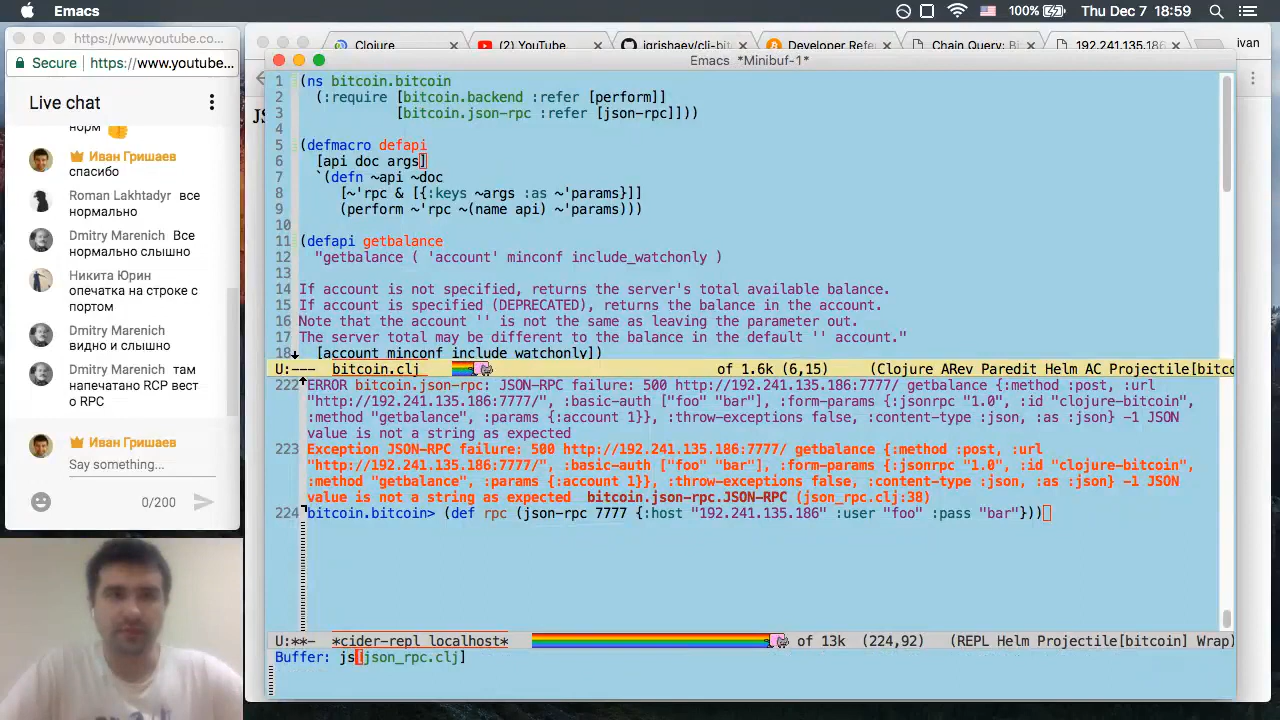 Emacs
100%
Thu Dec 7 18:59
https://www.youtube.co...
Secure
https://www.youtube...
Live chat
норм 👍
Иван Гришаев
спасибо
Roman Lakhtadyr все
нормально
Dmitry Marenich Все
нормально слышно
Никита Юрин
опечатка на строке с
портом
Dmitry Marenich
видно и слышно
Dmitry Marenich там
напечатано RCP вест
о RPC
Иван Гришаев
Say something...
0/200
Clojure
(2) YouTube
igrishaev/cli-bit
Developer Refe
Chain Query: Bi
192.241.135.186
ivan
Emacs *Minibuf-1*
1 (ns bitcoin.bitcoin
2 (:require [bitcoin.backend :refer [perform]]
3 [bitcoin.json-rpc :refer [json-rpc]]))
4
5 (defmacro defapi
6 [api doc args]
7 `(defn ~api ~doc
8 [~'rpc & [{:keys ~args :as ~'params}]]
9 (perform ~'rpc ~(name api) ~'params)))
10
11 (defapi getbalance
12 "getbalance ( 'account' minconf include_watchonly )
13
14 If account is not specified, returns the server's total available balance.
15 If account is specified (DEPRECATED), returns the balance in the account.
16 Note that the account '' is not the same as leaving the parameter out.
17 The server total may be different to the balance in the default '' account."
18 [account minconf include_watchonly])
U:--- bitcoin.clj of 1.6k (6,15) (Clojure ARev Paredit Helm AC Projectile[bitco
222 ERROR bitcoin.json-rpc: JSON-RPC failure: 500 http://192.241.135.186:7777/ getbalance {:method :post, :url
"http://192.241.135.186:7777/", :basic-auth ["foo" "bar"], :form-params {:jsonrpc "1.0", :id "clojure-bitcoin",
:method "getbalance", :params {:account 1}}, :throw-exceptions false, :content-type :json, :as :json} -1 JSON
value is not a string as expected
223 Exception JSON-RPC failure: 500 http://192.241.135.186:7777/ getbalance {:method :post, :url
"http://192.241.135.186:7777/", :basic-auth ["foo" "bar"], :form-params {:jsonrpc "1.0", :id "clojure-bitcoin",
:method "getbalance", :params {:account 1}}, :throw-exceptions false, :content-type :json, :as :json} -1 JSON
value is not a string as expected bitcoin.json-rpc.JSON-RPC (json_rpc.clj:38)
224 bitcoin.bitcoin> (def rpc (json-rpc 7777 {:host "192.241.135.186" :user "foo" :pass "bar"}))
U:**- *cider-repl localhost* of 13k (224,92) (REPL Helm Projectile[bitcoin] Wrap)
Buffer: js[json_rpc.clj]